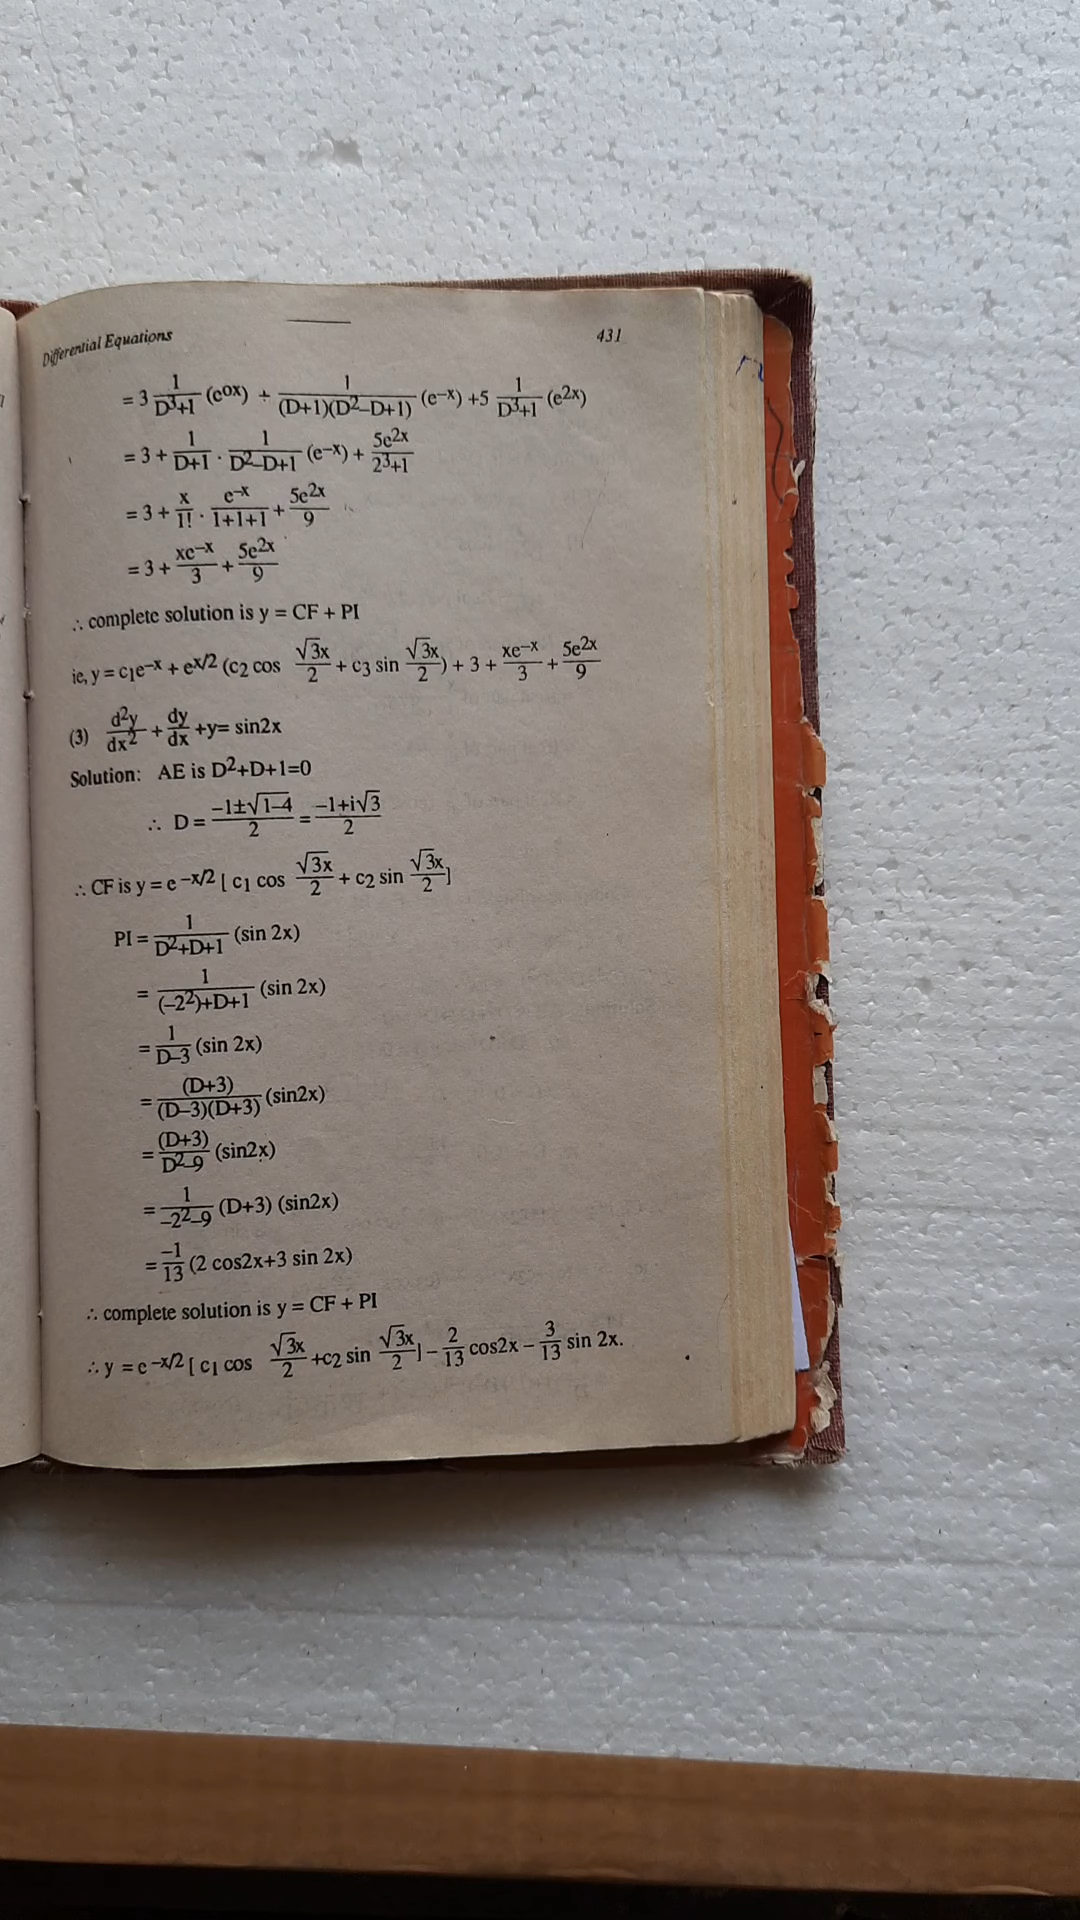 Differential Equations 431
= 3 1/(D³+1) (e^ox) + 1/((D+1)(D²–D+1)) (e^–x) +5 1/(D³+1) (e^2x)
= 3 + 1/(D+1) · 1/(D²–D+1) (e^–x) + 5e^2x/(2³+1)
= 3 + x/1! · e^–x/(1+1+1) + 5e^2x/9
= 3 + xe^–x/3 + 5e^2x/9
∴ complete solution is y = CF + PI
ie, y = c₁e^–x + e^x/2 (c₂ cos √3x/2 + c₃ sin √3x/2) + 3 + xe^–x/3 + 5e^2x/9
(3) d²y/dx² + dy/dx +y= sin2x
Solution: AE is D²+D+1=0
∴ D = (–1±√(1–4))/2 = (–1+i√3)/2
∴ CF is y = e^–x/2 [ c₁ cos √3x/2 + c₂ sin √3x/2 ]
PI = 1/(D²+D+1) (sin 2x)
= 1/((–2²)+D+1) (sin 2x)
= 1/(D–3) (sin 2x)
= (D+3)/((D–3)(D+3)) (sin2x)
= (D+3)/(D²–9) (sin2x)
= 1/(–2²–9) (D+3) (sin2x)
= –1/13 (2 cos2x+3 sin 2x)
∴ complete solution is y = CF + PI
∴ y = e^–x/2 [ c₁ cos √3x/2 +c₂ sin √3x/2 ] – 2/13 cos2x – 3/13 sin 2x.